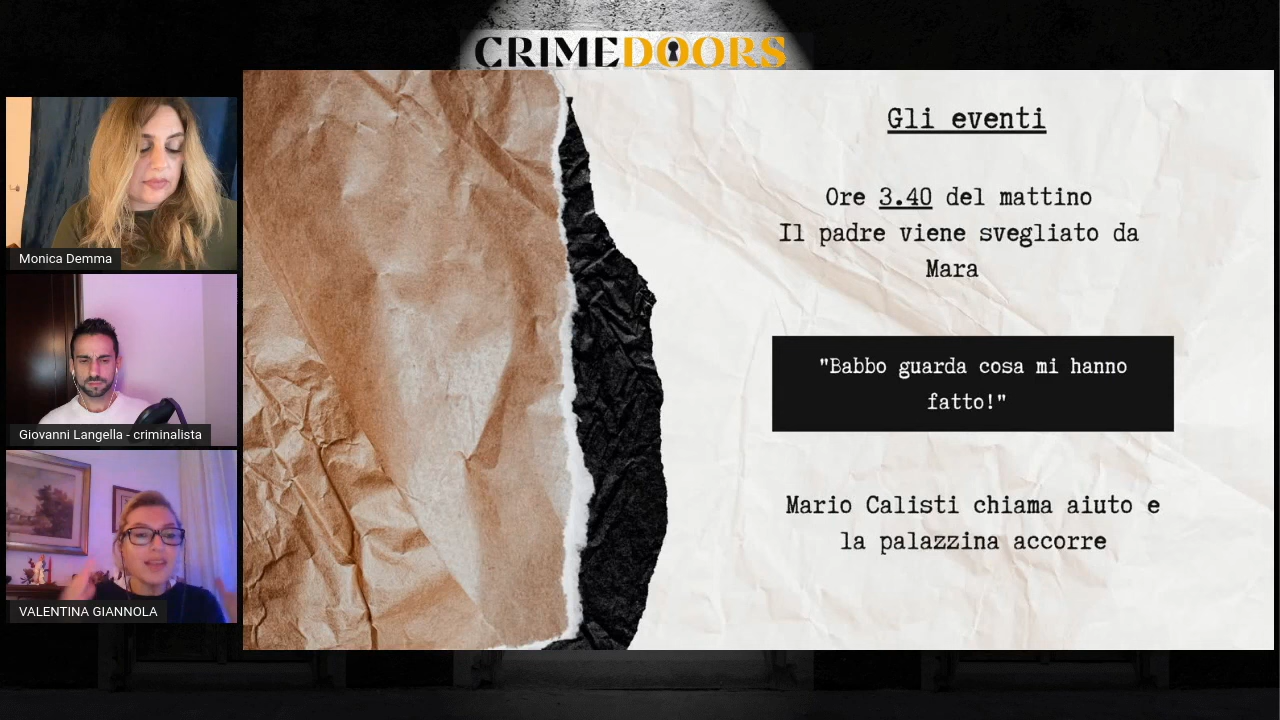 CRIMEDOORS
Monica Demma
Giovanni Langella - criminalista
VALENTINA GIANNOLA
Gli eventi
Ore 3.40 del mattino
Il padre viene svegliato da
Mara
"Babbo guarda cosa mi hanno
fatto!"
Mario Calisti chiama aiuto e
la palazzina accorre